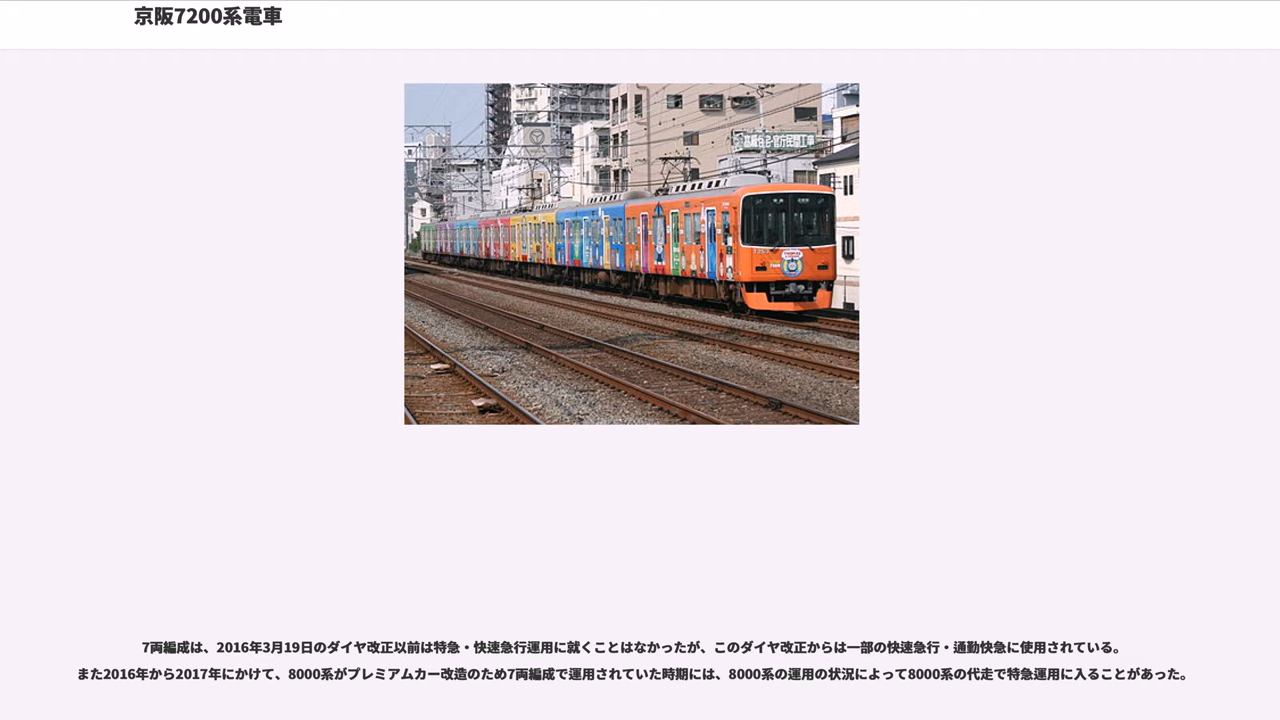 京阪7200系電車
7両編成は、2016年3月19日のダイヤ改正以前は特急・快速急行運用に就くことはなかったが、このダイヤ改正からは一部の快速急行・通勤快急に使用されている。
また2016年から2017年にかけて、8000系がプレミアムカー改造のため7両編成で運用されていた時期には、8000系の運用の状況によって8000系の代走で特急運用に入ることがあった。